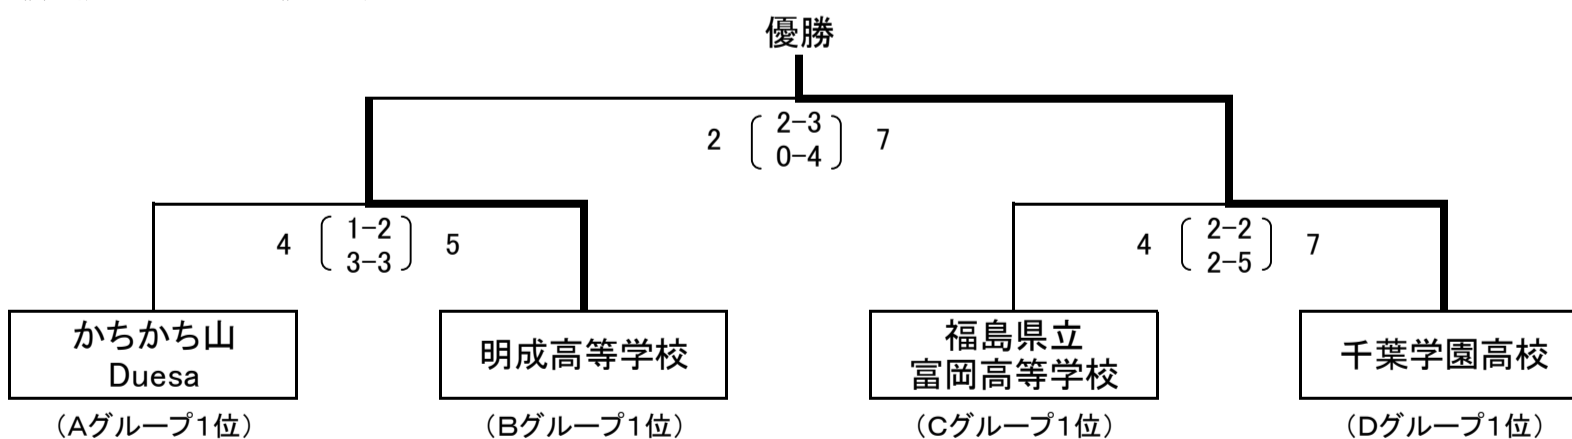 優勝
2 2-3 7
0-4
4 1-2 5
3-3
4 2-2 7
2-5
かちかち山
Duesa
明成高等学校
福島県立
富岡高等学校
千葉学園高校
（Aグループ1位）
（Bグループ1位）
（Cグループ1位）
（Dグループ1位）